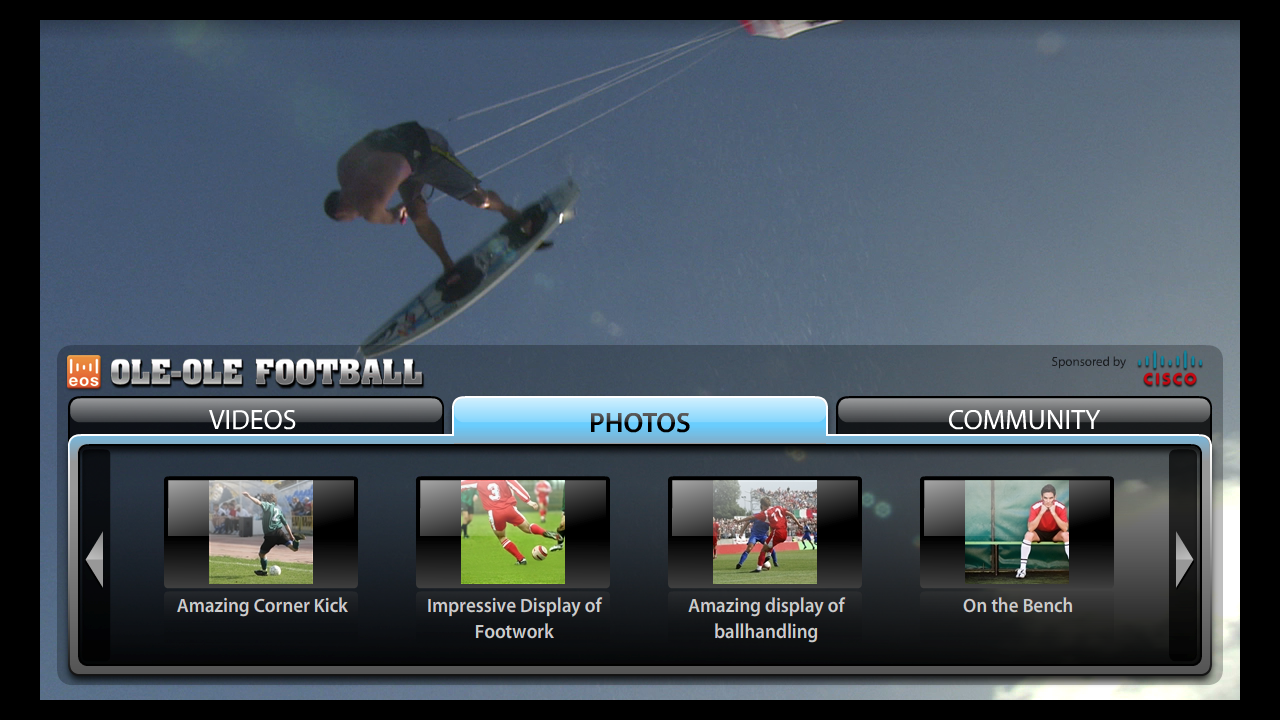 eos
OLE-OLE FOOTBALL
Sponsored by
CISCO
VIDEOS
PHOTOS
COMMUNITY
3
Amazing Corner Kick
Impressive Display of
Footwork
Amazing display of
ballhandling
On the Bench